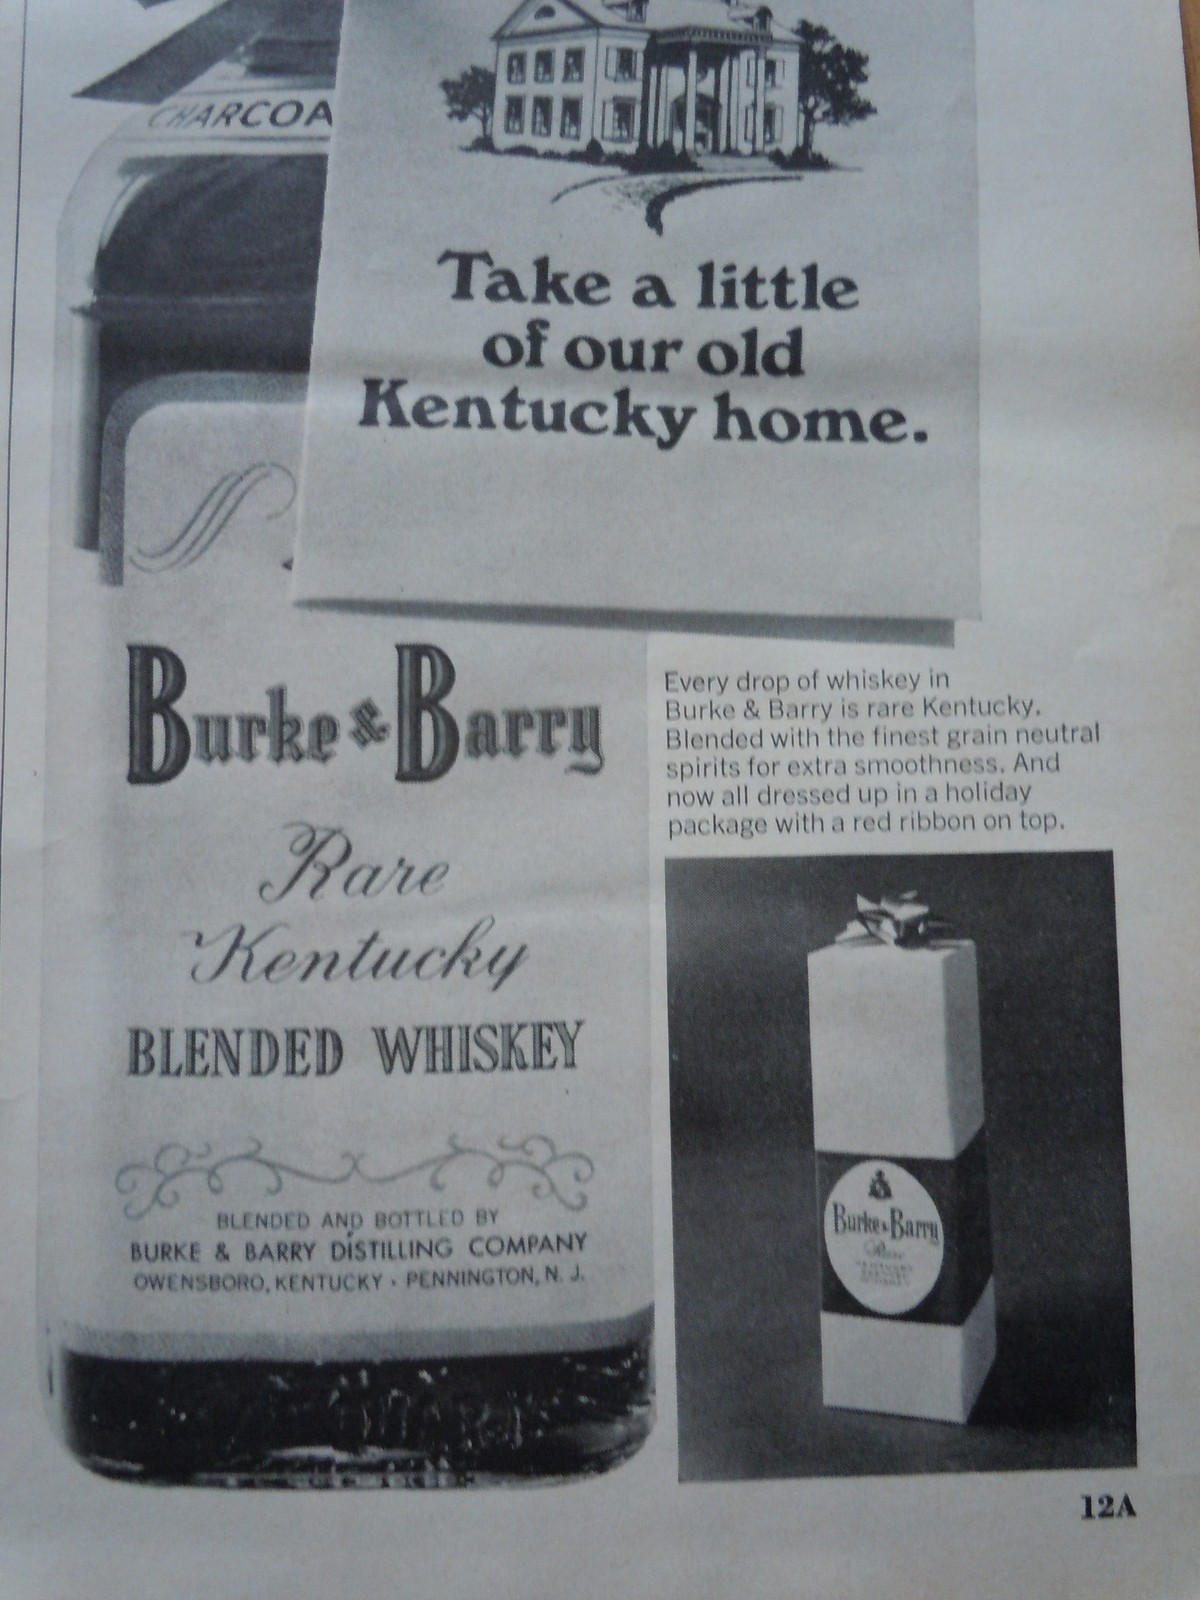 CHARCOA
Take a little
of our old
Kentucky home.
Burke & Barry
Rare
Kentucky
BLENDED WHISKEY
BLENDED AND BOTTLED BY
BURKE & BARRY DISTILLING COMPANY
OWENSBORO, KENTUCKY · PENNINGTON, N. J.
Every drop of whiskey in
Burke & Barry is rare Kentucky.
Blended with the finest grain neutral
spirits for extra smoothness. And
now all dressed up in a holiday
package with a red ribbon on top.
Burke & Barry
Rare
12A